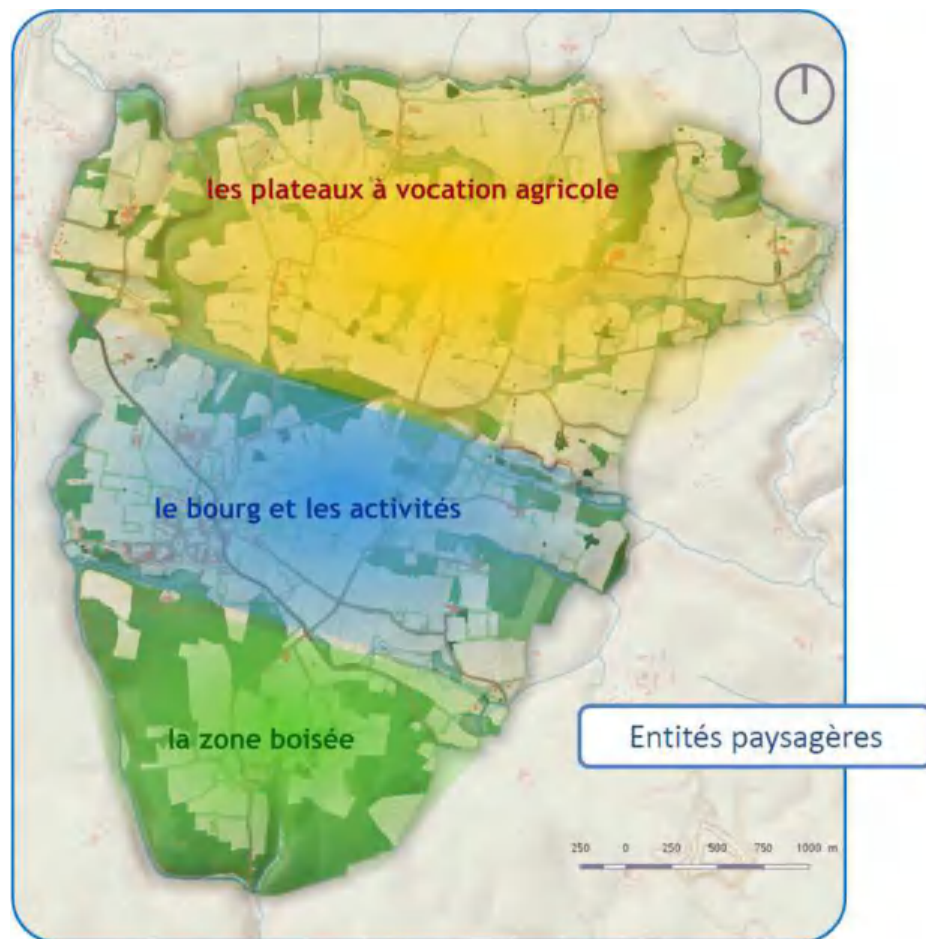 les plateaux à vocation agricole
le bourg et les activités
la zone boisée
Entités paysagères
250 0 250 500 750 1000 m